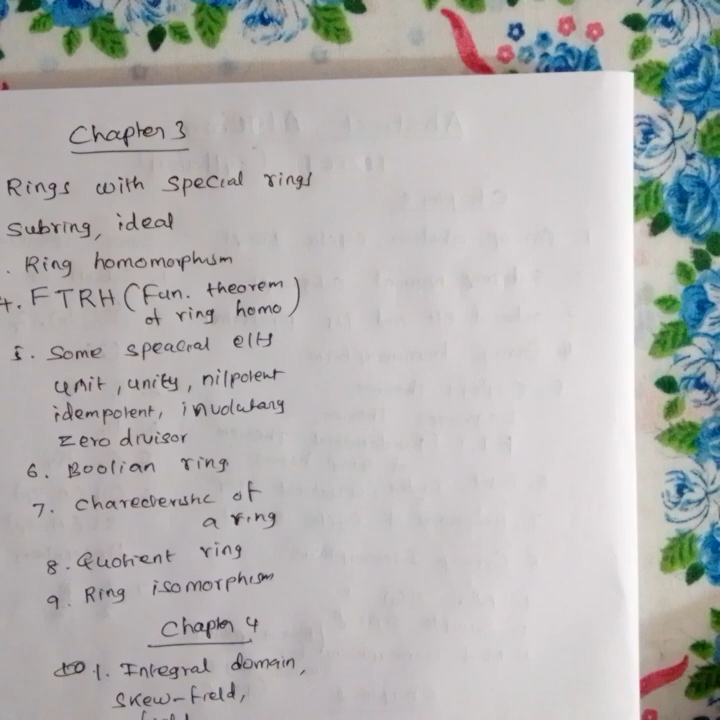 Chapter 3
Rings with special rings
Subring, ideal
. Ring homomorphism
4. FTRH (Fun. theorem
of ring homo)
5. Some speacial elts
unit, unity, nilpotent
idempotent, involutary
zero divisor
6. Boolian ring
7. Charecteristic of
a ring
8. Quotient ring
9. Ring isomorphism
Chapter 4
1. Integral domain,
Skew-field,